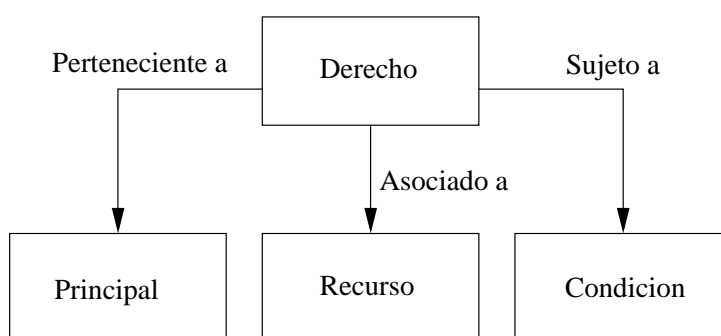 Perteneciente a
Derecho
Sujeto a
Asociado a
Principal
Recurso
Condicion